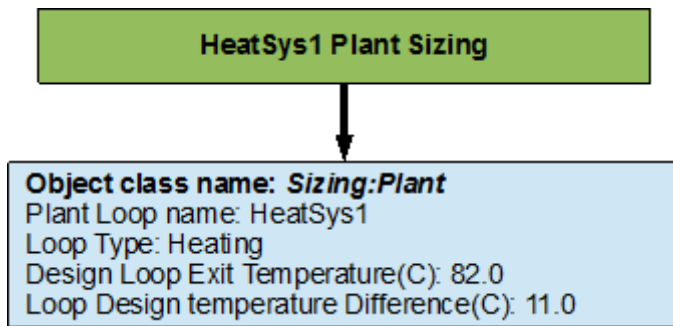 HeatSys1 Plant Sizing
Object class name: Sizing:Plant
Plant Loop name: HeatSys1
Loop Type: Heating
Design Loop Exit Temperature(C): 82.0
Loop Design temperature Difference(C): 11.0